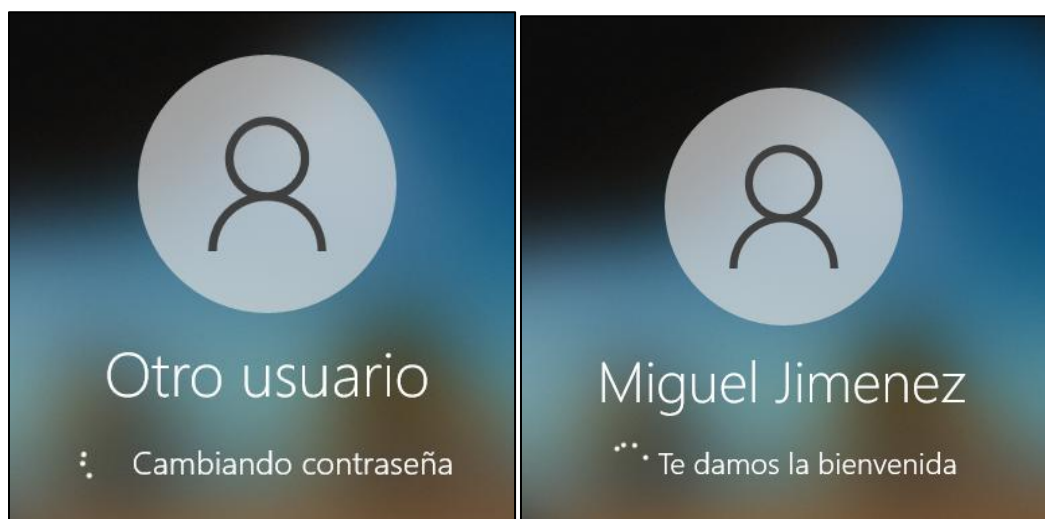 Otro usuario
Cambiando contraseña
Miguel Jimenez
Te damos la bienvenida